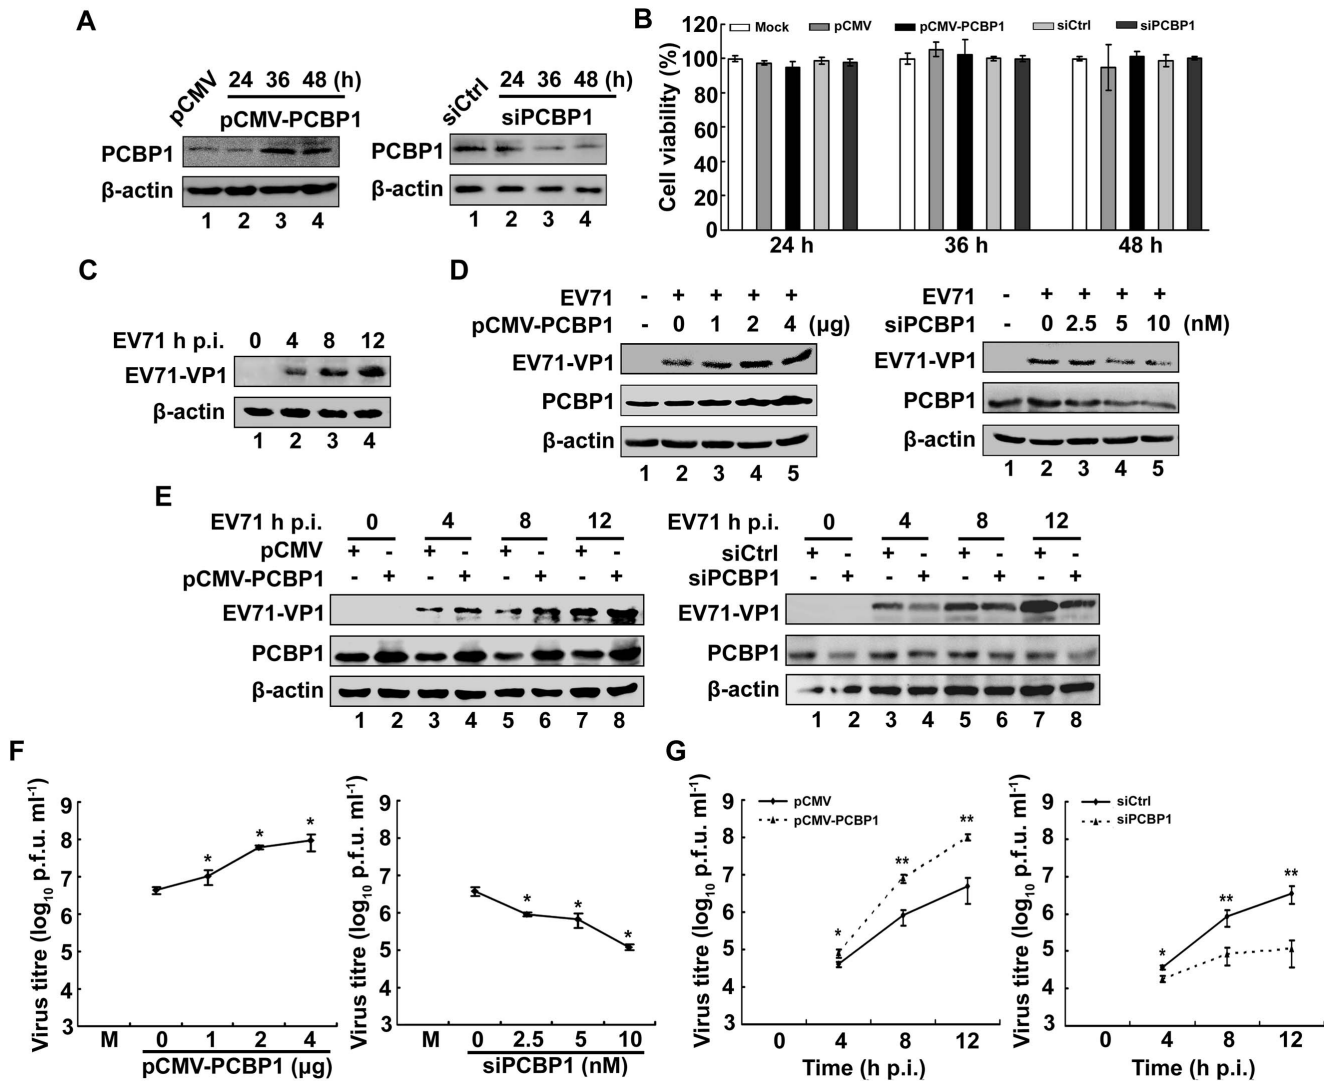 A
pCMV 24 36 48 (h)
pCMV-PCBP1
PCBP1
β-actin
1 2 3 4
siCtrl 24 36 48 (h)
siPCBP1
PCBP1
β-actin
1 2 3 4
B
Mock pCMV pCMV-PCBP1 siCtrl siPCBP1
Cell viability (%)
120
100
80
60
40
20
0
24 h 36 h 48 h
C
EV71 h p.i. 0 4 8 12
EV71-VP1
β-actin
1 2 3 4
D
EV71 - + + + +
pCMV-PCBP1 - 0 1 2 4 (μg)
EV71-VP1
PCBP1
β-actin
1 2 3 4 5
EV71 - + + + +
siPCBP1 - 0 2.5 5 10 (nM)
EV71-VP1
PCBP1
β-actin
1 2 3 4 5
E
EV71 h p.i. 0 4 8 12
pCMV + - + - + - + -
pCMV-PCBP1 - + - + - + - +
EV71-VP1
PCBP1
β-actin
1 2 3 4 5 6 7 8
EV71 h p.i. 0 4 8 12
siCtrl + - + - + - + -
siPCBP1 - + - + - + - +
EV71-VP1
PCBP1
β-actin
1 2 3 4 5 6 7 8
F
Virus titre (log10 p.f.u. ml-1)
9
8
7
6
5
4
3
* * *
M 0 1 2 4
pCMV-PCBP1 (μg)
Virus titre (log10 p.f.u. ml-1)
9
8
7
6
5
4
3
* * *
M 0 2.5 5 10
siPCBP1 (nM)
G
Virus titre (log10 p.f.u. ml-1)
9
8
7
6
5
4
3
pCMV
pCMV-PCBP1
* ** **
0 4 8 12
Time (h p.i.)
Virus titre (log10 p.f.u. ml-1)
9
8
7
6
5
4
3
siCtrl
siPCBP1
* ** **
0 4 8 12
Time (h p.i.)